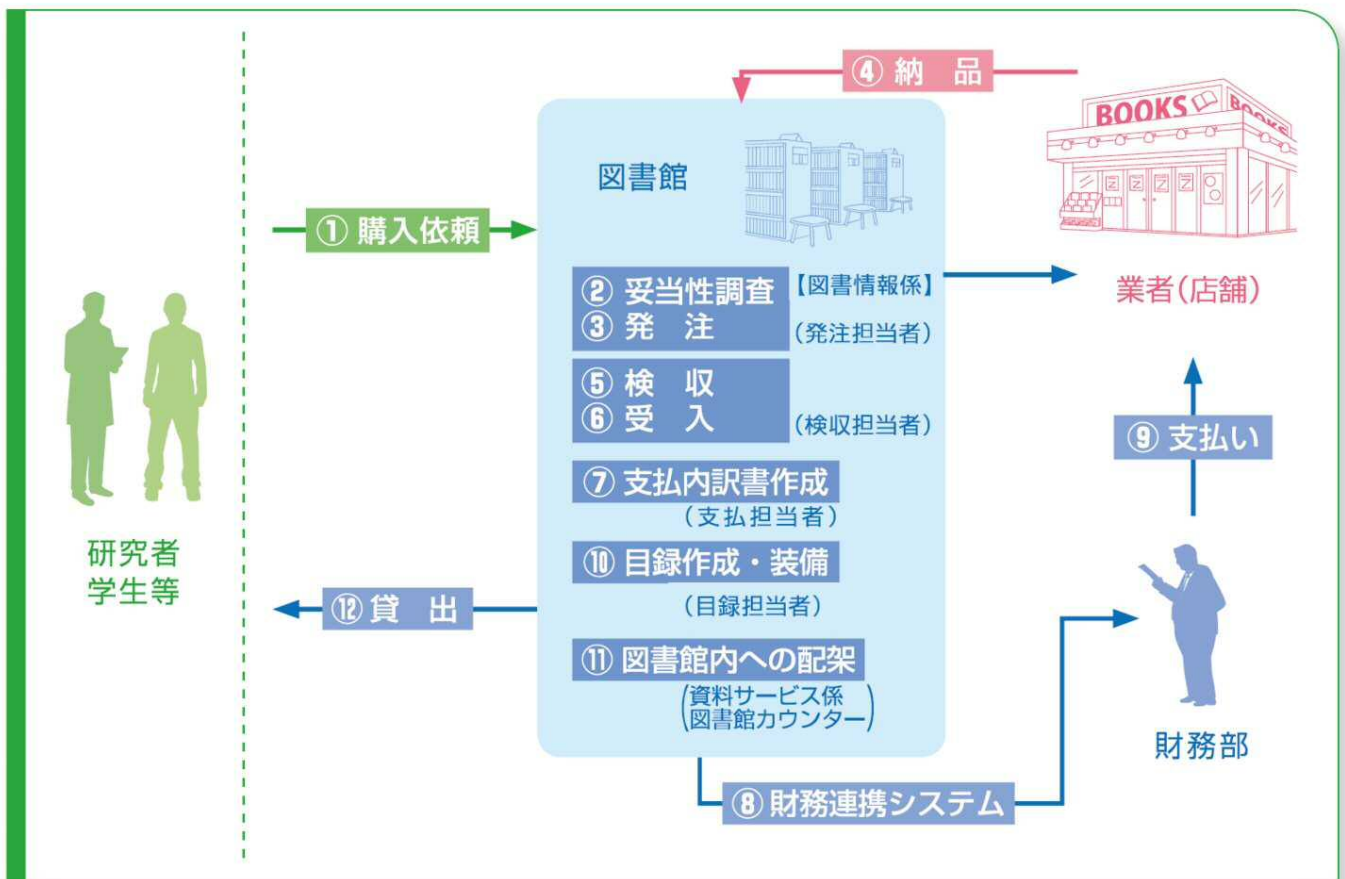 ④ 納　品
BOOKS
BOOKS
図書館
① 購入依頼
業者（店舗）
② 妥当性調査
【図書情報係】
③ 発　注
（発注担当者）
⑤ 検　収
⑥ 受　入
（検収担当者）
⑨ 支払い
⑦ 支払内訳書作成
（支払担当者）
研究者
学生等
⑩ 目録作成・装備
（目録担当者）
⑫ 貸　出
⑪ 図書館内への配架
（資料サービス係
図書館カウンター）
財務部
⑧ 財務連携システム